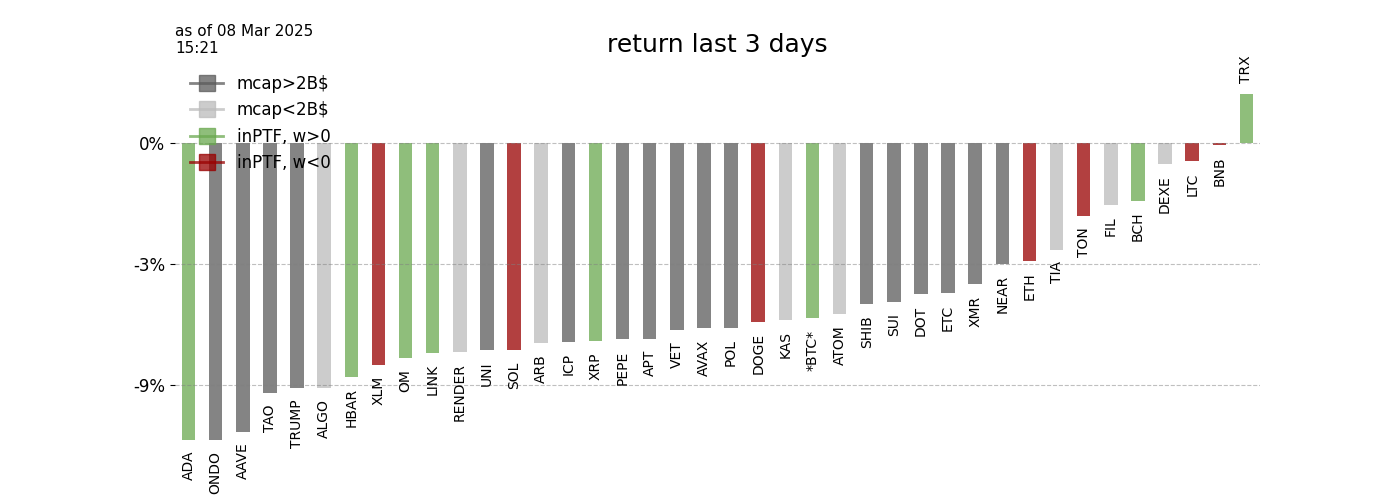 as of 08 Mar 2025
15:21
return last 3 days
mcap>2B$
mcap<2B$
inPTF, w>0
inPTF, w<0
0%
-3%
-9%
ADA
ONDO
AAVE
TAO
TRUMP
ALGO
HBAR
XLM
OM
LINK
RENDER
UNI
SOL
ARB
ICP
XRP
PEPE
APT
VET
AVAX
POL
DOGE
KAS
*BTC*
ATOM
SHIB
SUI
DOT
ETC
XMR
NEAR
ETH
TIA
TON
FIL
BCH
DEXE
LTC
BNB
TRX